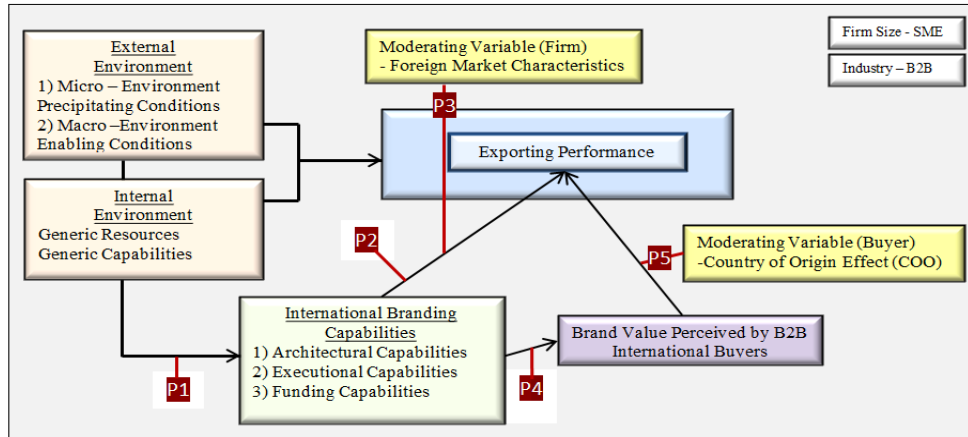 External
Environment
1) Micro – Environment
Precipitating Conditions
2) Macro –Environment
Enabling Conditions
Moderating Variable (Firm)
- Foreign Market Characteristics
Firm Size - SME
Industry – B2B
P3
Exporting Performance
Internal
Environment
Generic Resources
Generic Capabilities
P2
Moderating Variable (Buyer)
-Country of Origin Effect (COO)
P5
International Branding
Capabilities
1) Architectural Capabilities
2) Executional Capabilities
3) Funding Capabilities
Brand Value Perceived by B2B
International Buyers
P1
P4